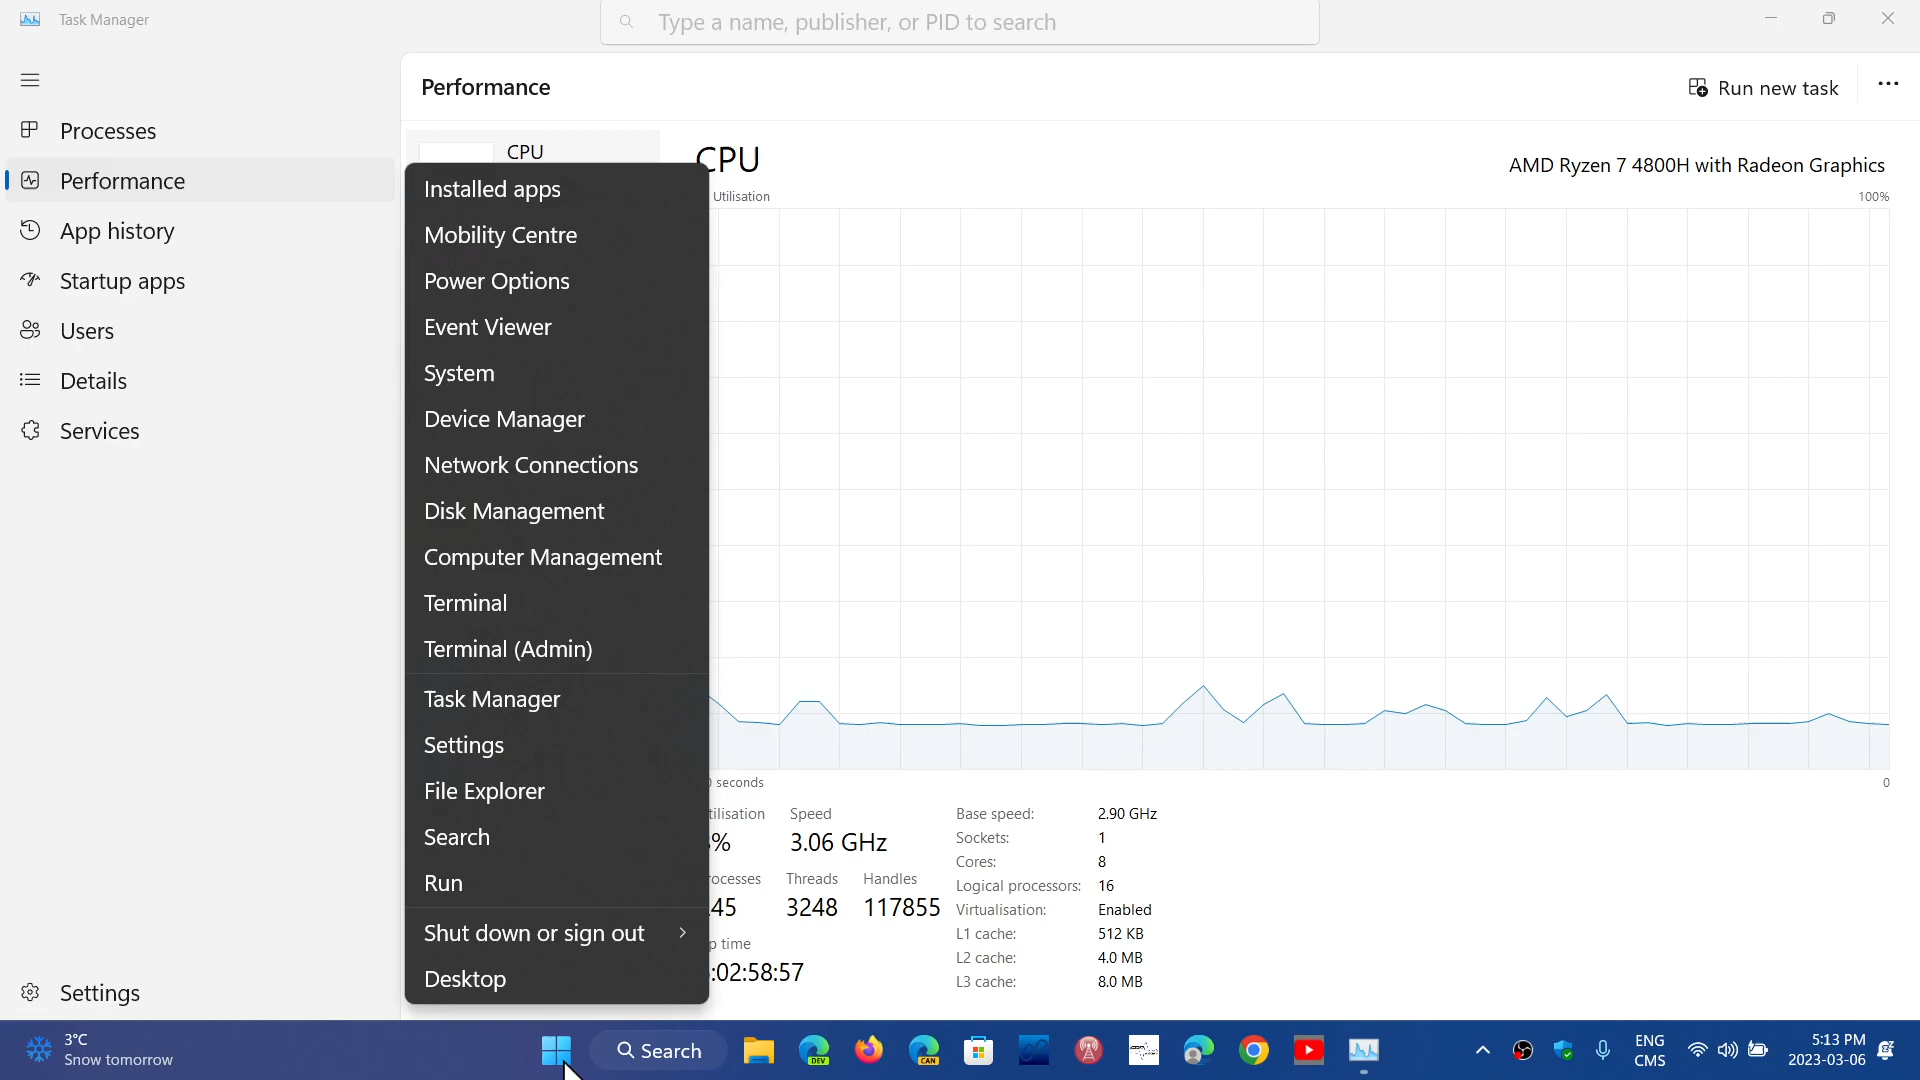 Task Manager
Type a name, publisher, or PID to search
Performance
Run new task
Processes
Performance
App history
Startup apps
Users
Details
Services
Settings
CPU
CPU
AMD Ryzen 7 4800H with Radeon Graphics
Utilisation
100%
Installed apps
Mobility Centre
Power Options
Event Viewer
System
Device Manager
Network Connections
Disk Management
Computer Management
Terminal
Terminal (Admin)
Task Manager
Settings
File Explorer
Search
Run
Shut down or sign out
Desktop
seconds
0
Speed
3.06 GHz
Threads
Handles
3248
117855
time
:02:58:57
Base speed: 2.90 GHz
Sockets: 1
Cores: 8
Logical processors: 16
Virtualisation: Enabled
L1 cache: 512 KB
L2 cache: 4.0 MB
L3 cache: 8.0 MB
3°C
Snow tomorrow
Search
DEV
CAN
ENG
CMS
5:13 PM
2023-03-06